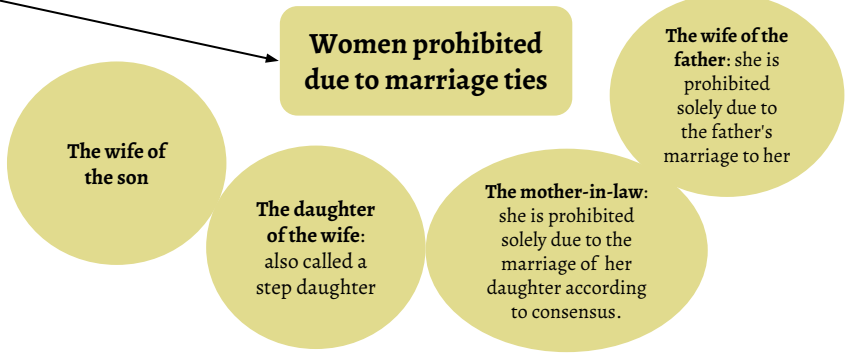 Women prohibited
due to marriage ties
The wife of
the son
The daughter
of the wife:
also called a
step daughter
The mother-in-law:
she is prohibited
solely due to the
marriage of her
daughter according
to consensus.
The wife of the
father: she is
prohibited
solely due to
the father's
marriage to her